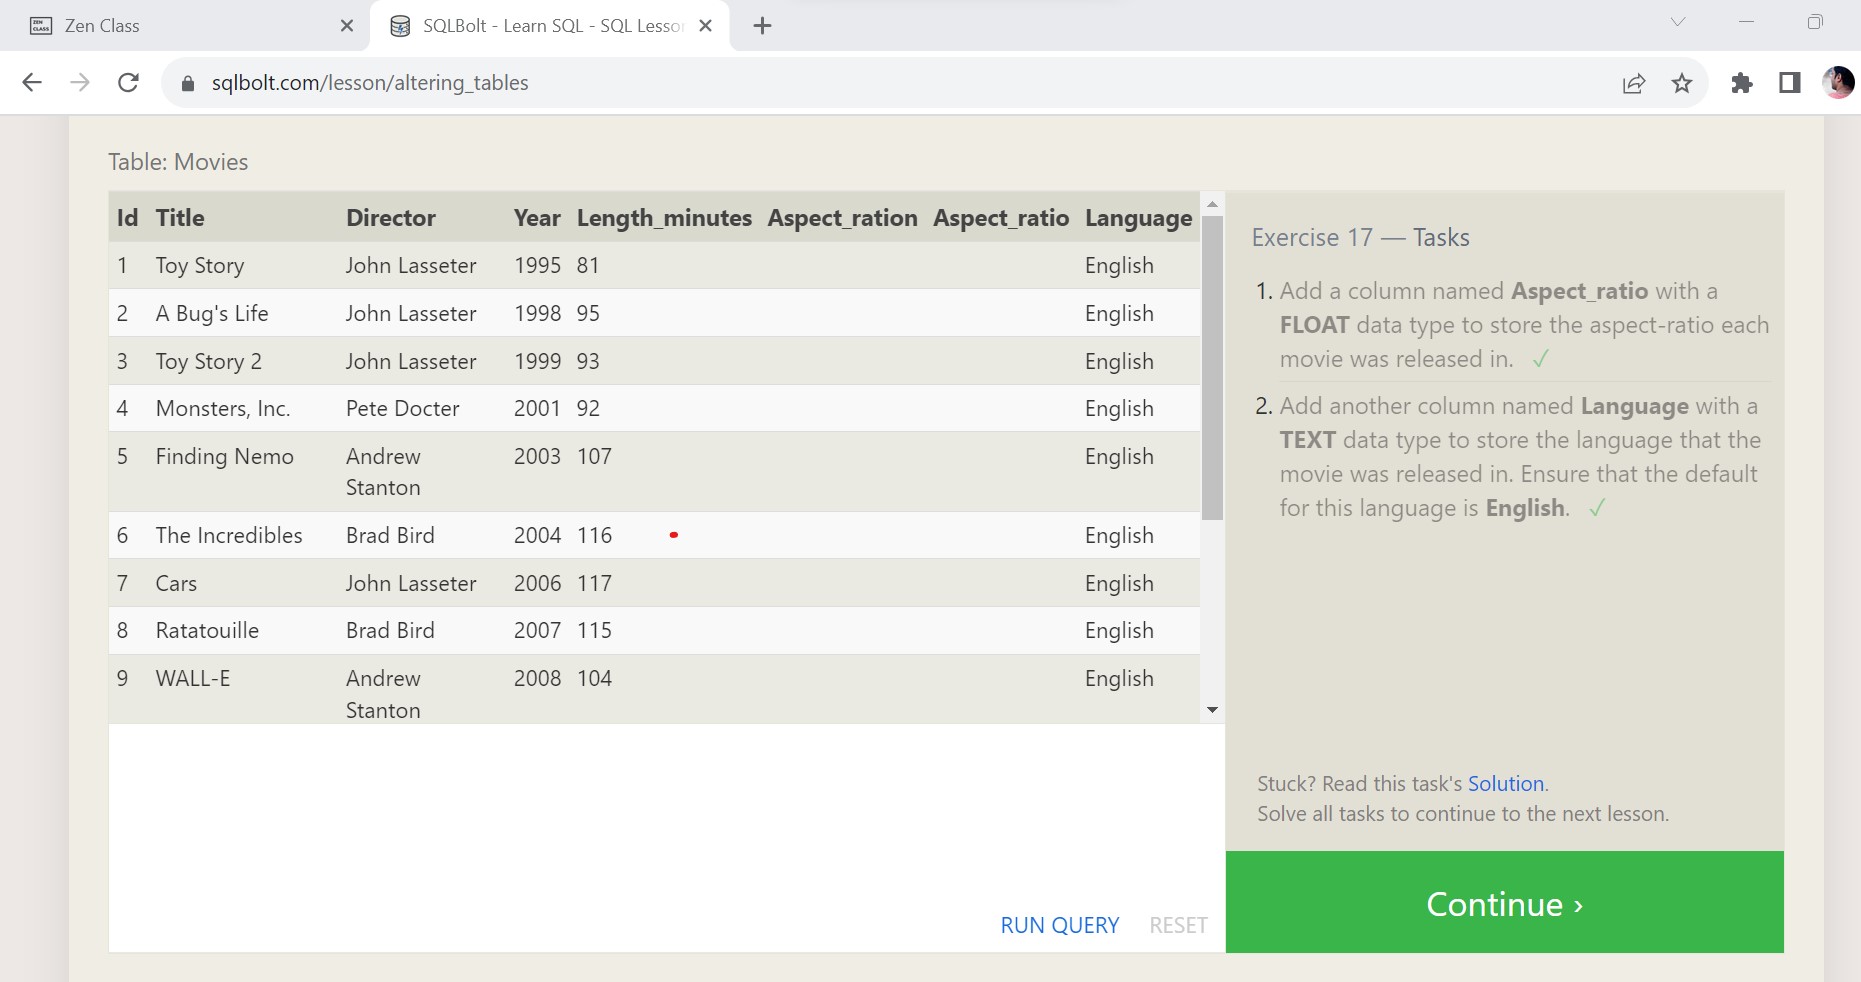 Zen Class
SQLBolt - Learn SQL - SQL Lesson
sqlbolt.com/lesson/altering_tables
Table: Movies
Id Title Director Year Length_minutes Aspect_ration Aspect_ratio Language
1 Toy Story John Lasseter 1995 81 English
2 A Bug's Life John Lasseter 1998 95 English
3 Toy Story 2 John Lasseter 1999 93 English
4 Monsters, Inc. Pete Docter 2001 92 English
5 Finding Nemo Andrew 2003 107 English
Stanton
6 The Incredibles Brad Bird 2004 116 English
7 Cars John Lasseter 2006 117 English
8 Ratatouille Brad Bird 2007 115 English
9 WALL-E Andrew 2008 104 English
Stanton
RUN QUERY RESET
Exercise 17 — Tasks
1. Add a column named Aspect_ratio with a
FLOAT data type to store the aspect-ratio each
movie was released in. ✓
2. Add another column named Language with a
TEXT data type to store the language that the
movie was released in. Ensure that the default
for this language is English. ✓
Stuck? Read this task's Solution.
Solve all tasks to continue to the next lesson.
Continue ›